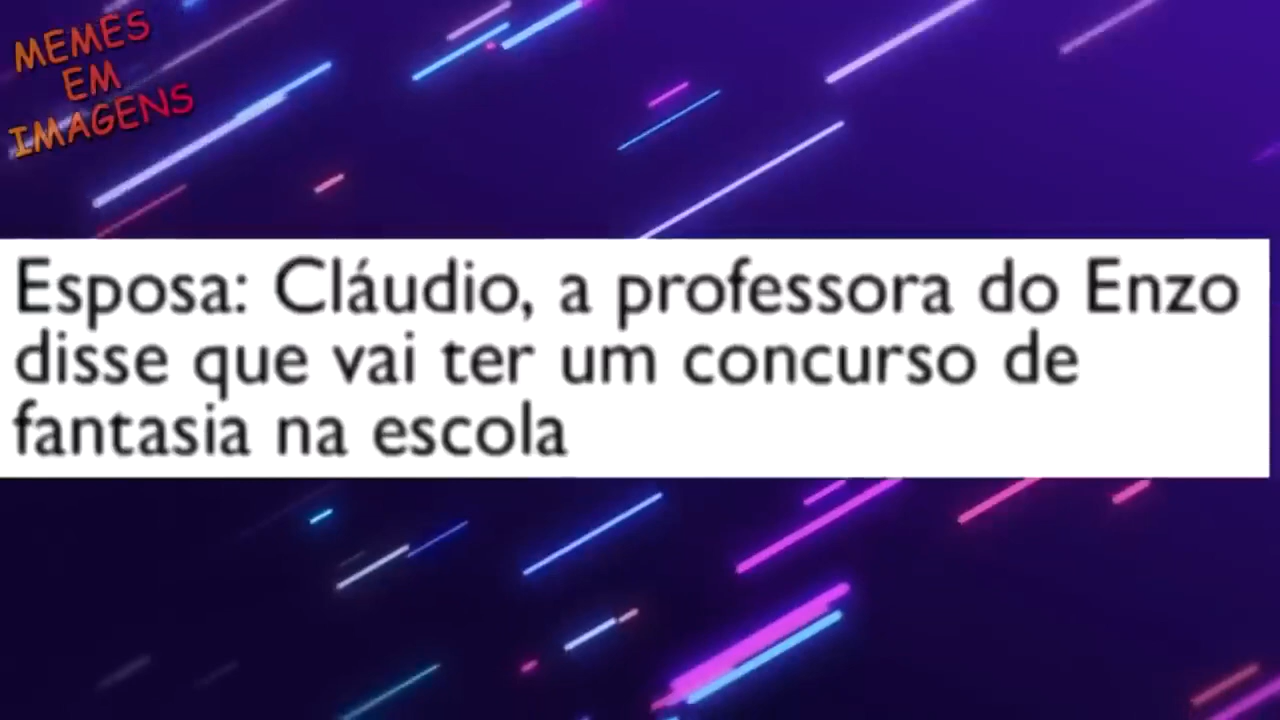 MEMES
EM
IMAGENS
Esposa: Cláudio, a professora do Enzo
disse que vai ter um concurso de
fantasia na escola